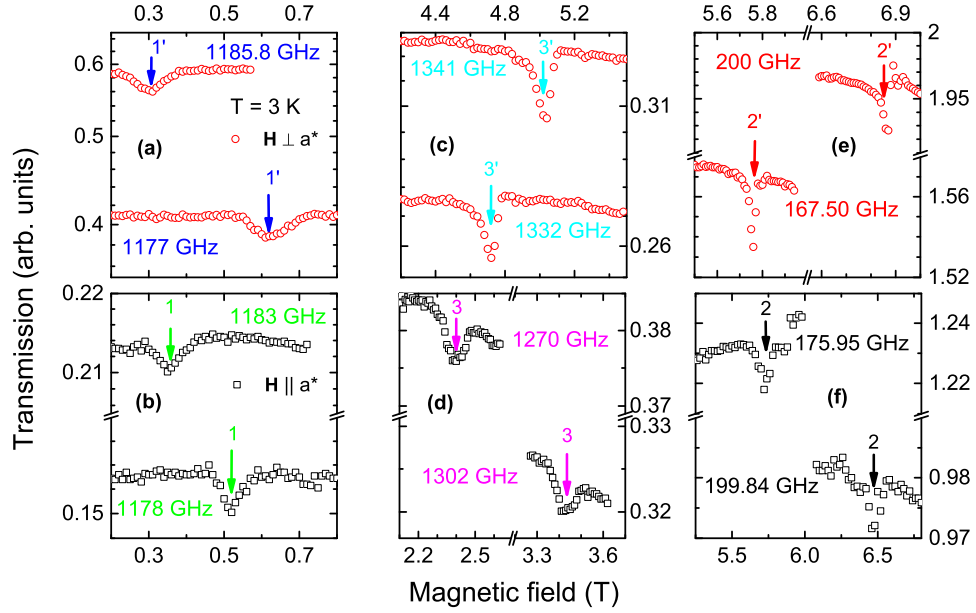 0.3 0.5 0.7
4.4 4.8 5.2
5.6 5.8 6.6 6.9
Transmission (arb. units)
0.6
0.5
0.4
1'
1185.8 GHz
T = 3 K
(a)
H ⊥ a*
1'
1177 GHz
3'
1341 GHz
0.31
(c)
3'
1332 GHz
0.26
2
200 GHz
2'
1.95
2'
(e)
1.56
167.50 GHz
1.52
0.22
0.21
0.15
1
1183 GHz
H || a*
(b)
1
1178 GHz
3
1270 GHz
0.38
0.37
(d)
3
0.33
1302 GHz
0.32
2
1.24
175.95 GHz
1.22
(f)
2
199.84 GHz
0.98
0.97
0.3 0.5 0.7
2.2 2.6 3.3 3.6
5.5 6.0 6.5
Magnetic field (T)